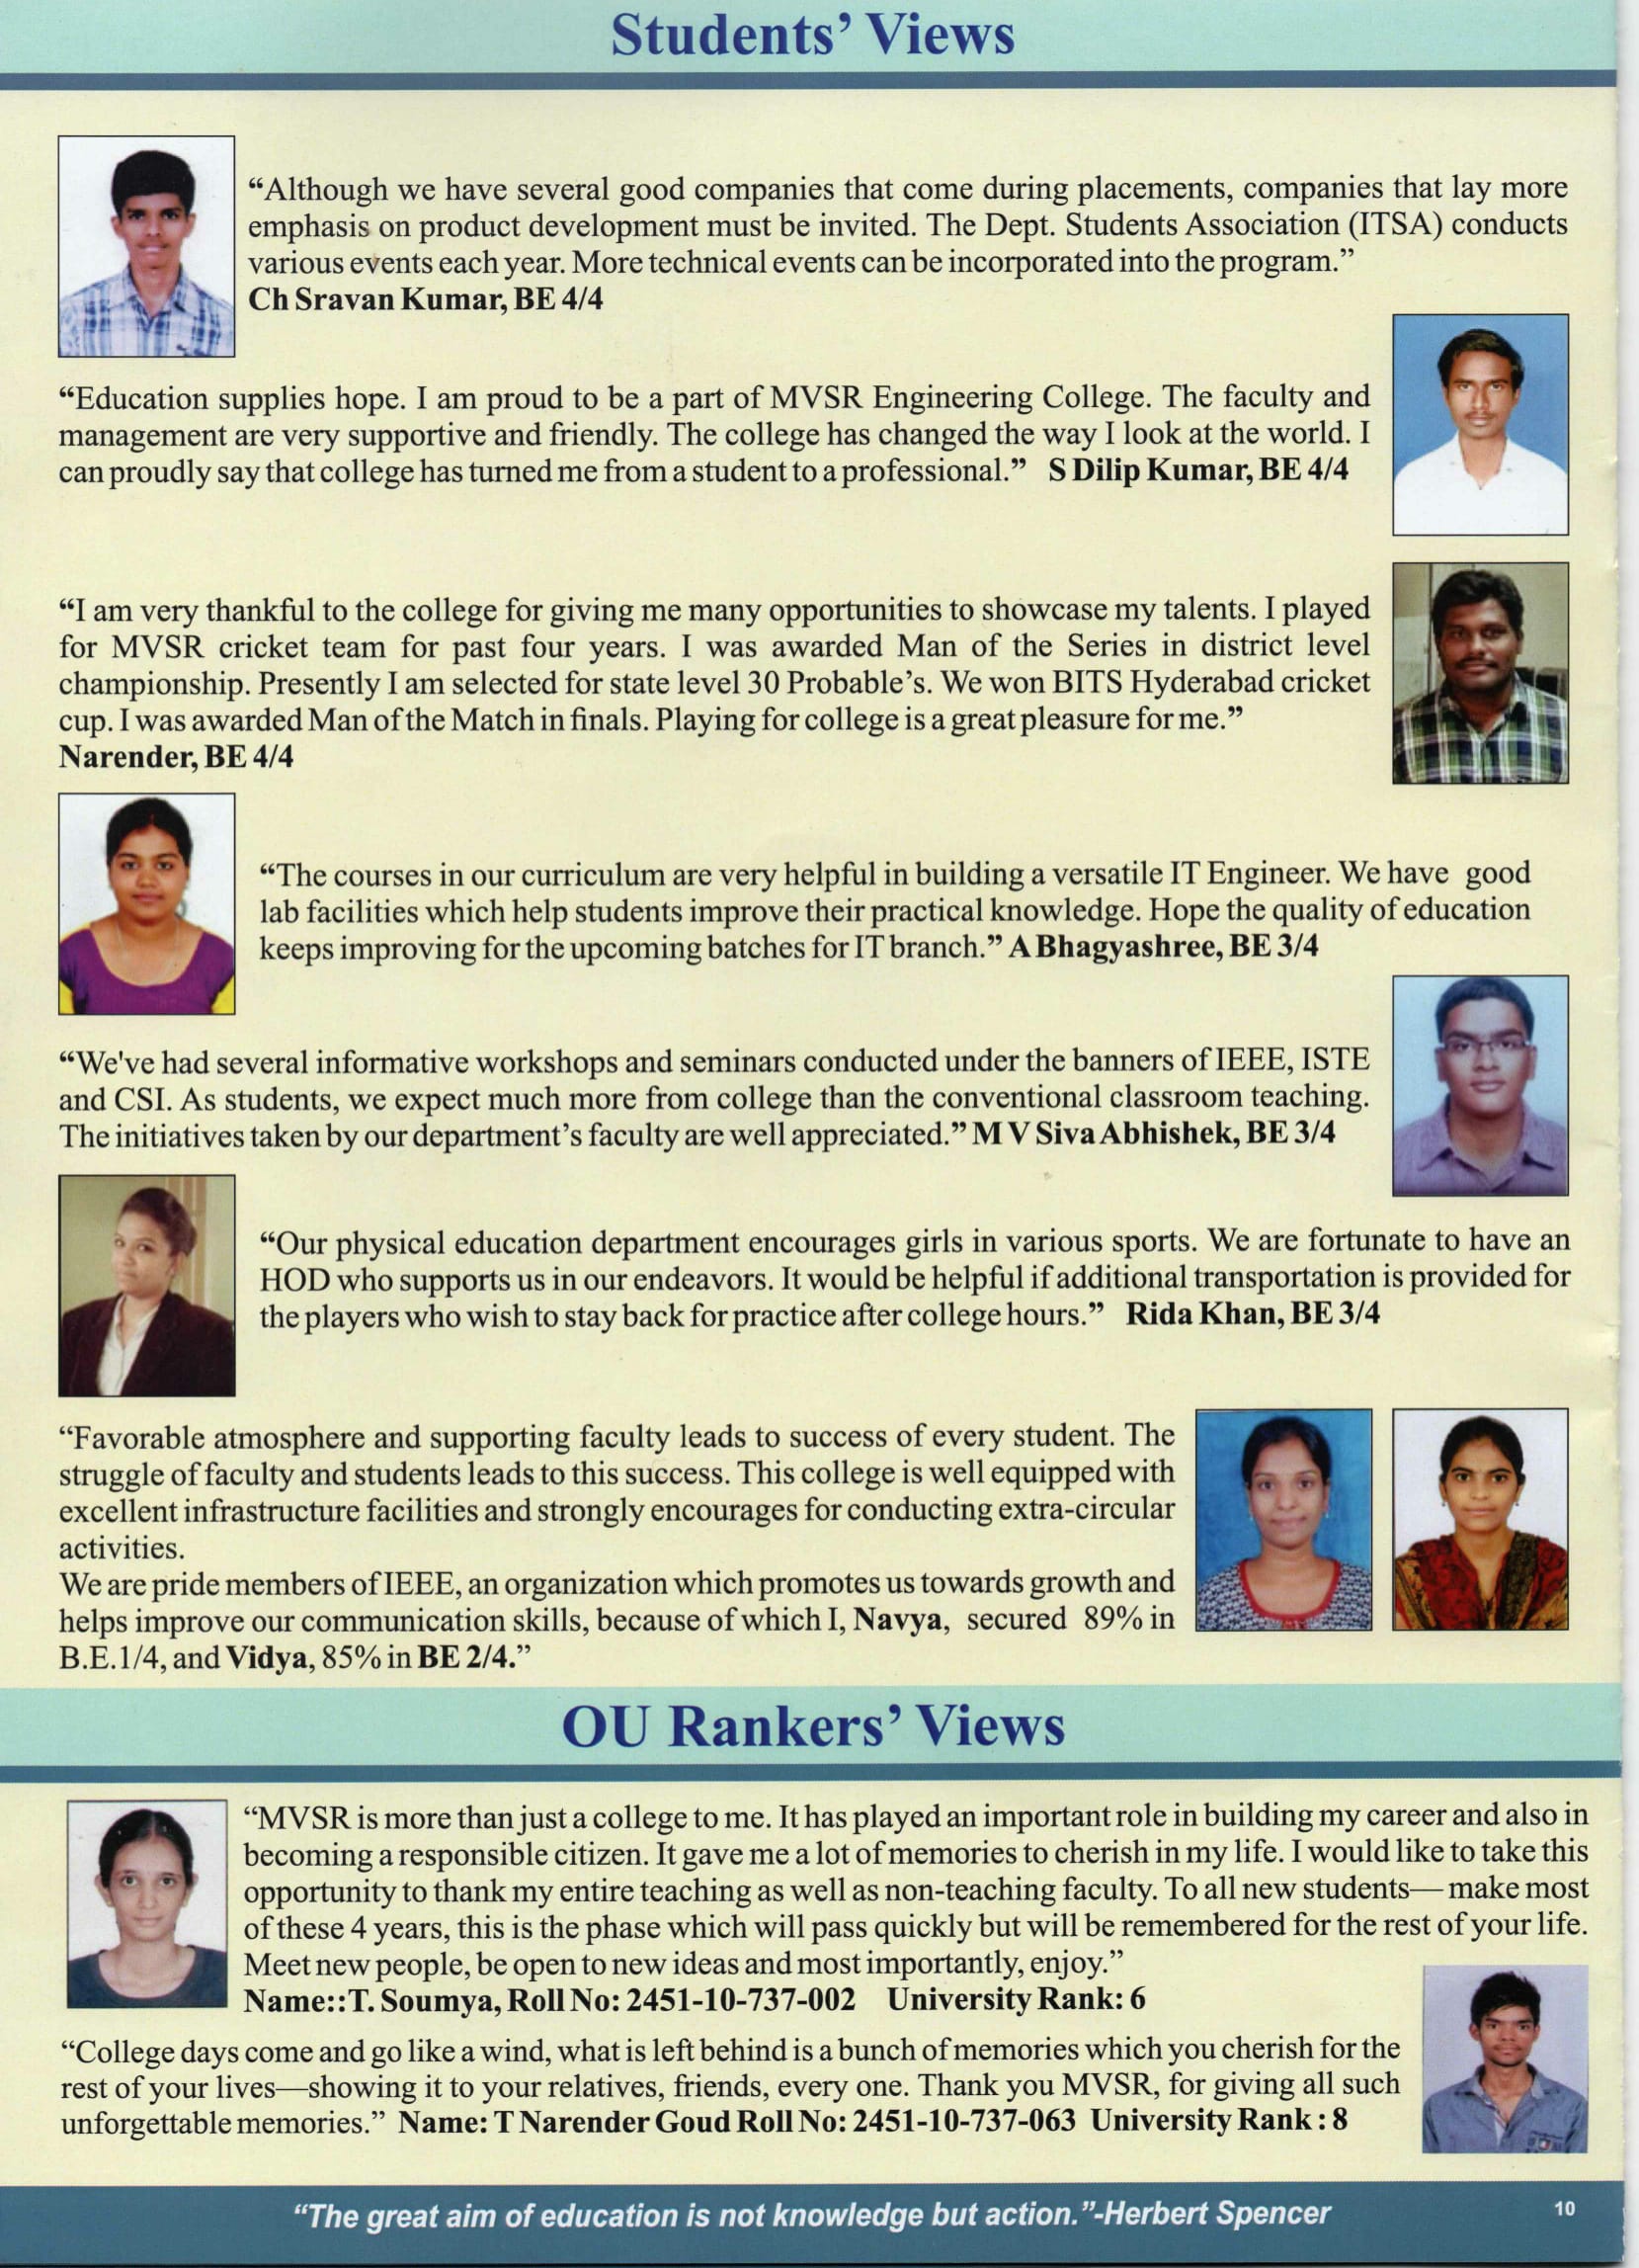 Students’ Views
“Although we have several good companies that come during placements, companies that lay more
emphasis on product development must be invited. The Dept. Students Association (ITSA) conducts
various events each year. More technical events can be incorporated into the program.”
Ch Sravan Kumar, BE 4/4
“Education supplies hope. I am proud to be a part of MVSR Engineering College. The faculty and
management are very supportive and friendly. The college has changed the way I look at the world. I
can proudly say that college has turned me from a student to a professional.” S Dilip Kumar, BE 4/4
“I am very thankful to the college for giving me many opportunities to showcase my talents. I played
for MVSR cricket team for past four years. I was awarded Man of the Series in district level
championship. Presently I am selected for state level 30 Probable’s. We won BITS Hyderabad cricket
cup. I was awarded Man of the Match in finals. Playing for college is a great pleasure for me.”
Narender, BE 4/4
“The courses in our curriculum are very helpful in building a versatile IT Engineer. We have good
lab facilities which help students improve their practical knowledge. Hope the quality of education
keeps improving for the upcoming batches for IT branch.” A Bhagyashree, BE 3/4
“We've had several informative workshops and seminars conducted under the banners of IEEE, ISTE
and CSI. As students, we expect much more from college than the conventional classroom teaching.
The initiatives taken by our department’s faculty are well appreciated.” M V Siva Abhishek, BE 3/4
“Our physical education department encourages girls in various sports. We are fortunate to have an
HOD who supports us in our endeavors. It would be helpful if additional transportation is provided for
the players who wish to stay back for practice after college hours.” Rida Khan, BE 3/4
“Favorable atmosphere and supporting faculty leads to success of every student. The
struggle of faculty and students leads to this success. This college is well equipped with
excellent infrastructure facilities and strongly encourages for conducting extra-circular
activities.
We are pride members of IEEE, an organization which promotes us towards growth and
helps improve our communication skills, because of which I, Navya, secured 89% in
B.E.1/4, and Vidya, 85% in BE 2/4.”
OU Rankers’ Views
“MVSR is more than just a college to me. It has played an important role in building my career and also in
becoming a responsible citizen. It gave me a lot of memories to cherish in my life. I would like to take this
opportunity to thank my entire teaching as well as non-teaching faculty. To all new students— make most
of these 4 years, this is the phase which will pass quickly but will be remembered for the rest of your life.
Meet new people, be open to new ideas and most importantly, enjoy.”
Name::T. Soumya, Roll No: 2451-10-737-002 University Rank: 6
“College days come and go like a wind, what is left behind is a bunch of memories which you cherish for the
rest of your lives—showing it to your relatives, friends, every one. Thank you MVSR, for giving all such
unforgettable memories.” Name: T Narender Goud Roll No: 2451-10-737-063 University Rank : 8
“The great aim of education is not knowledge but action.”-Herbert Spencer
10